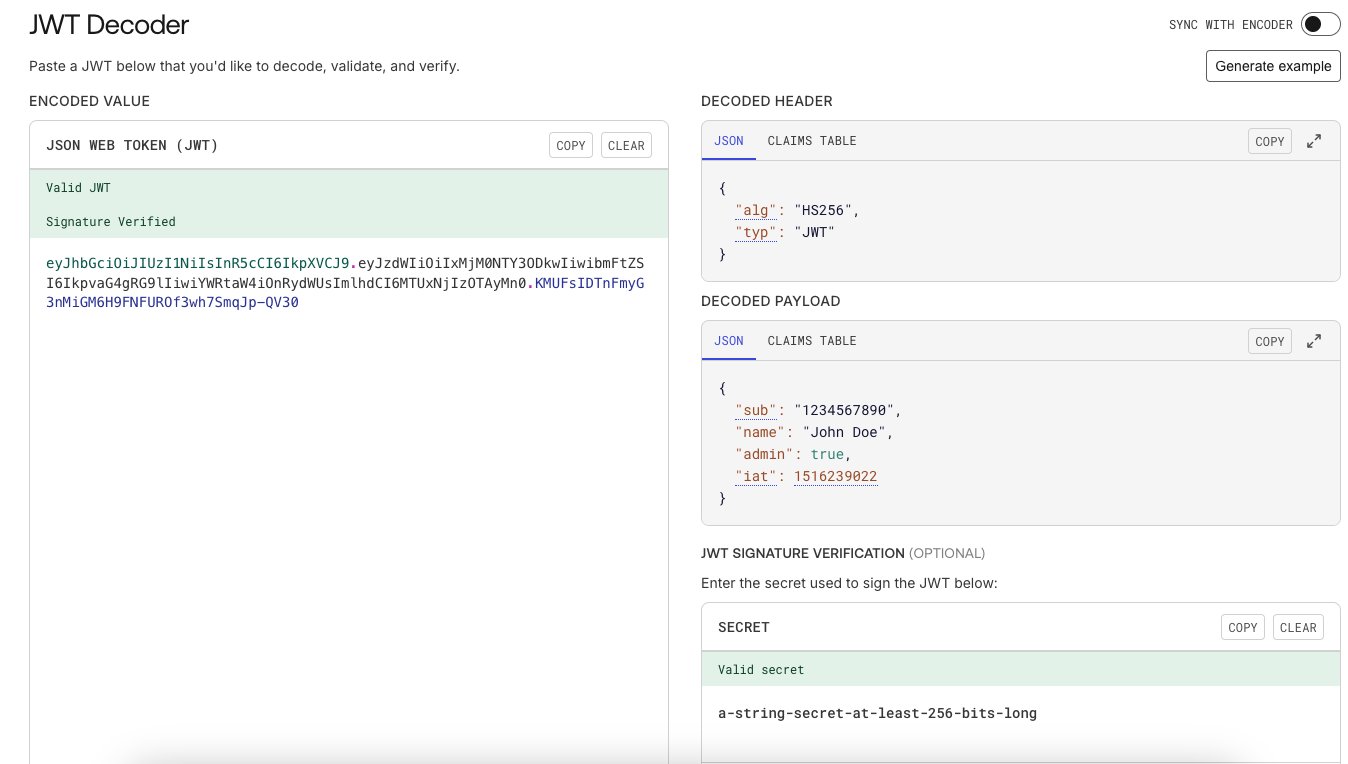 JWT Decoder
SYNC WITH ENCODER
Paste a JWT below that you'd like to decode, validate, and verify.
Generate example
ENCODED VALUE
JSON WEB TOKEN (JWT)
COPY
CLEAR
Valid JWT
Signature Verified
eyJhbGciOiJIUzI1NiIsInR5cCI6IkpXVCJ9.eyJzdWIiOiIxMjM0NTY3ODkwIiwibmFtZS
I6IkpvaG4gRG9lIiwiYWRtaW4iOnRydWUsImlhdCI6MTUxNjIzOTAyMn0.KMUFsIDTnFmyG
3nMiGM6H9FNFUROf3wh7SmqJp-QV30
DECODED HEADER
JSON
CLAIMS TABLE
COPY
{
"alg": "HS256",
"typ": "JWT"
}
DECODED PAYLOAD
JSON
CLAIMS TABLE
COPY
{
"sub": "1234567890",
"name": "John Doe",
"admin": true,
"iat": 1516239022
}
JWT SIGNATURE VERIFICATION (OPTIONAL)
Enter the secret used to sign the JWT below:
SECRET
COPY
CLEAR
Valid secret
a-string-secret-at-least-256-bits-long